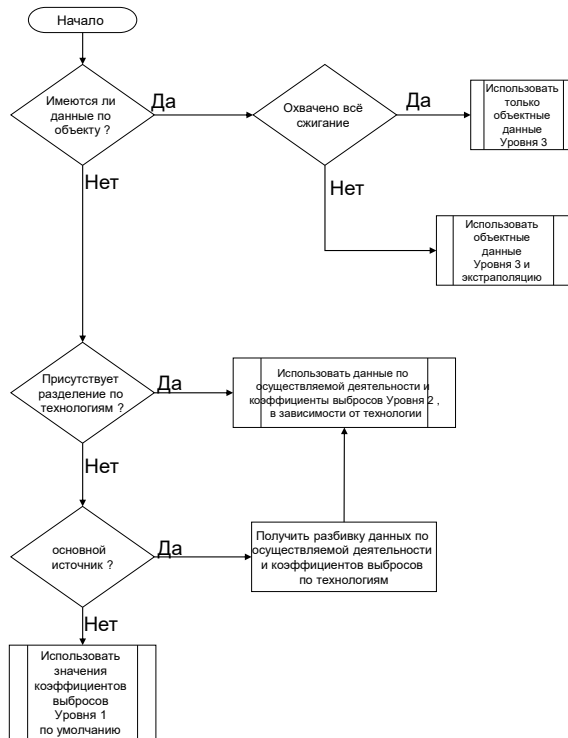 Начало
Имеются ли
данные по
объекту ?
Да
Охвачено всё
сжигание
Да
Использовать
только
объектные
данные
Уровня 3
Нет
Нет
Использовать
объектные
данные
Уровня 3 и
экстраполяцию
Присутствует
разделение по
технологиям ?
Да
Использовать данные по
осуществляемой деятельности и
коэффициенты выбросов Уровня 2 ,
в зависимости от технологии
Нет
основной
источник ?
Да
Получить разбивку данных по
осуществляемой деятельности
и коэффициентов выбросов
по технологиям
Нет
Использовать
значения
коэффициентов
выбросов
Уровня 1
по умолчанию